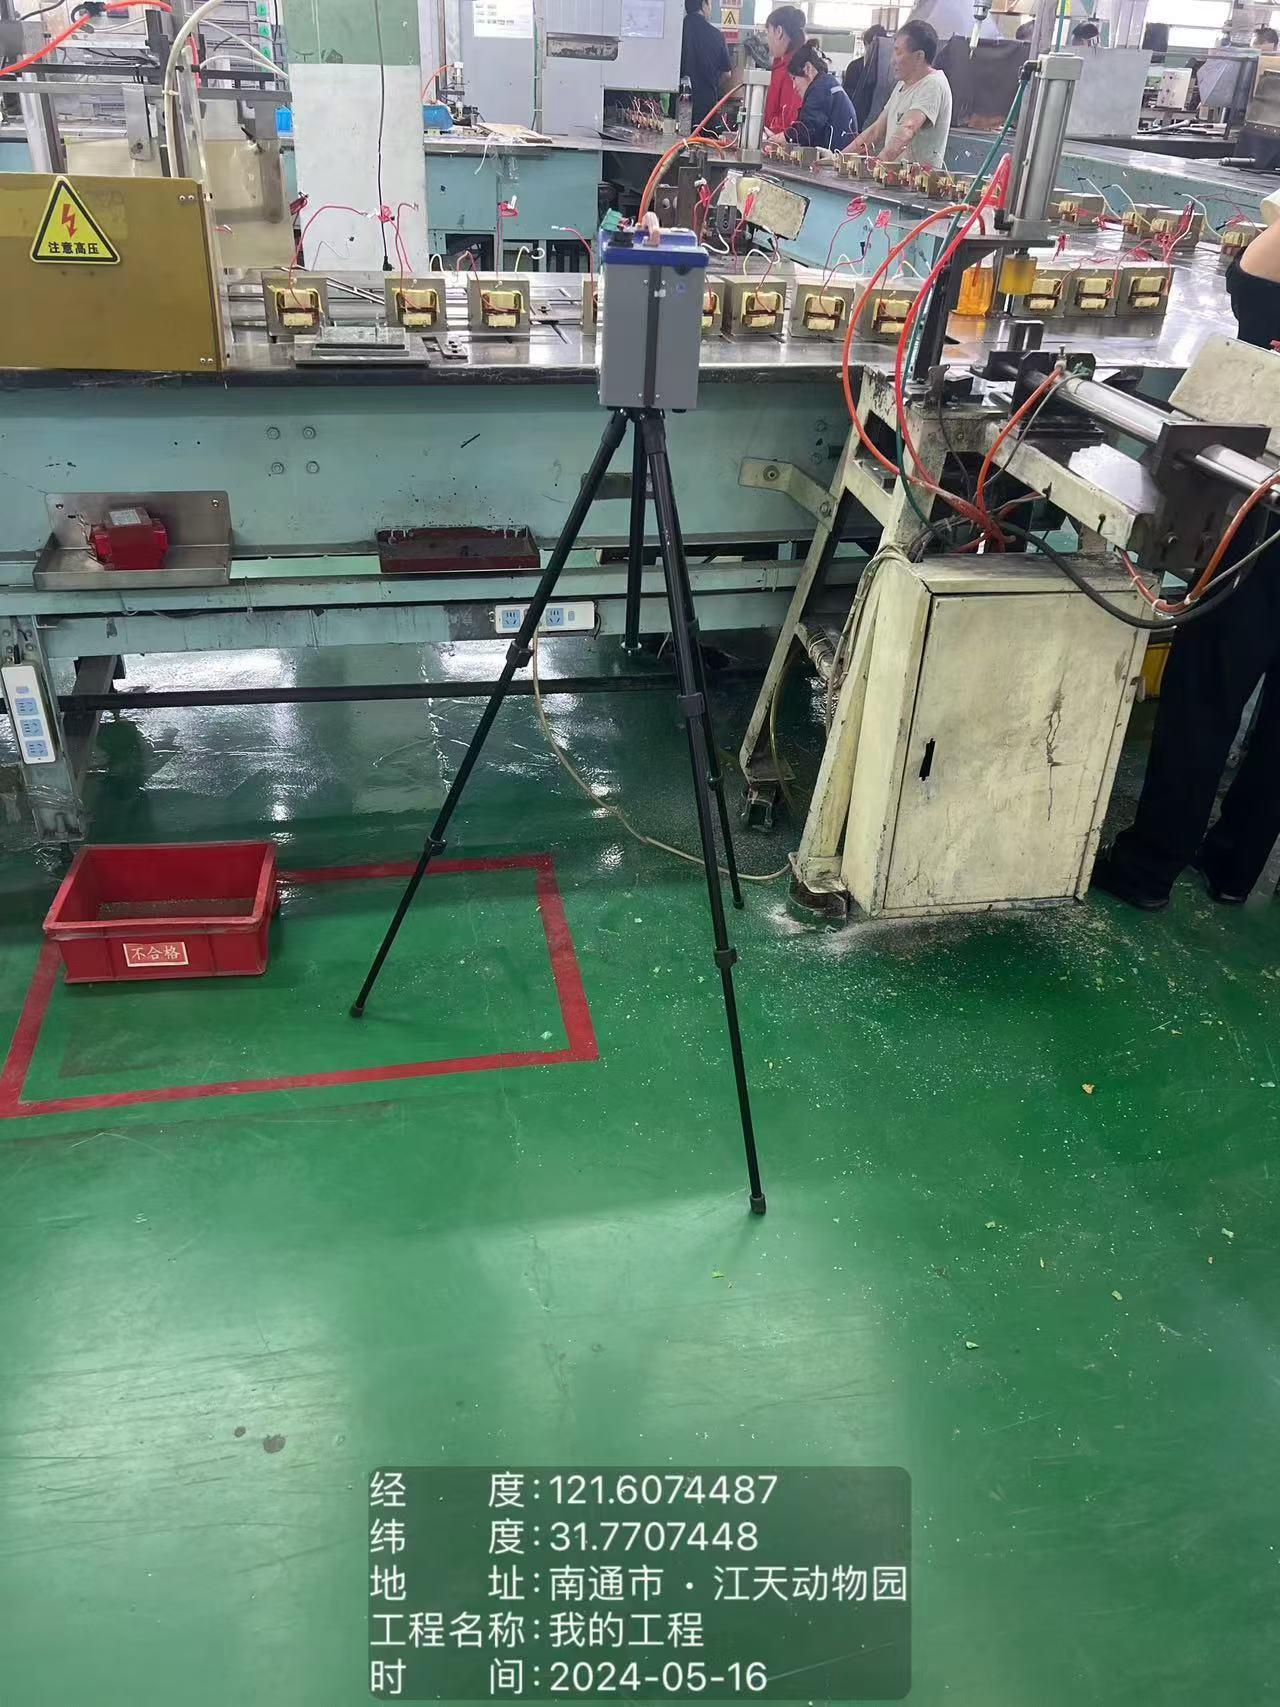 注意高压
不合格
经 度:121.6074487
纬 度:31.7707448
地 址:南通市·江天动物园
工程名称:我的工程
时 间:2024-05-16